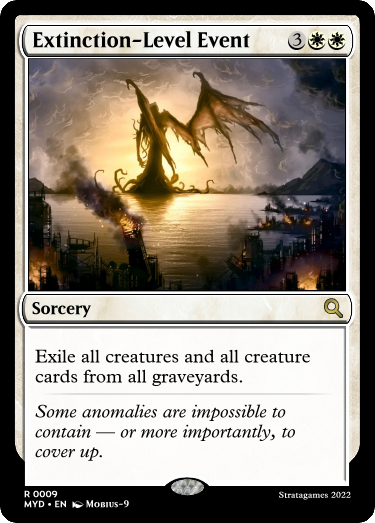 Extinction-Level Event 3
Sorcery
Exile all creatures and all creature
cards from all graveyards.
Some anomalies are impossible to
contain — or more importantly, to
cover up.
R 0009
MYD • EN Mobius-9
Stratagames 2022